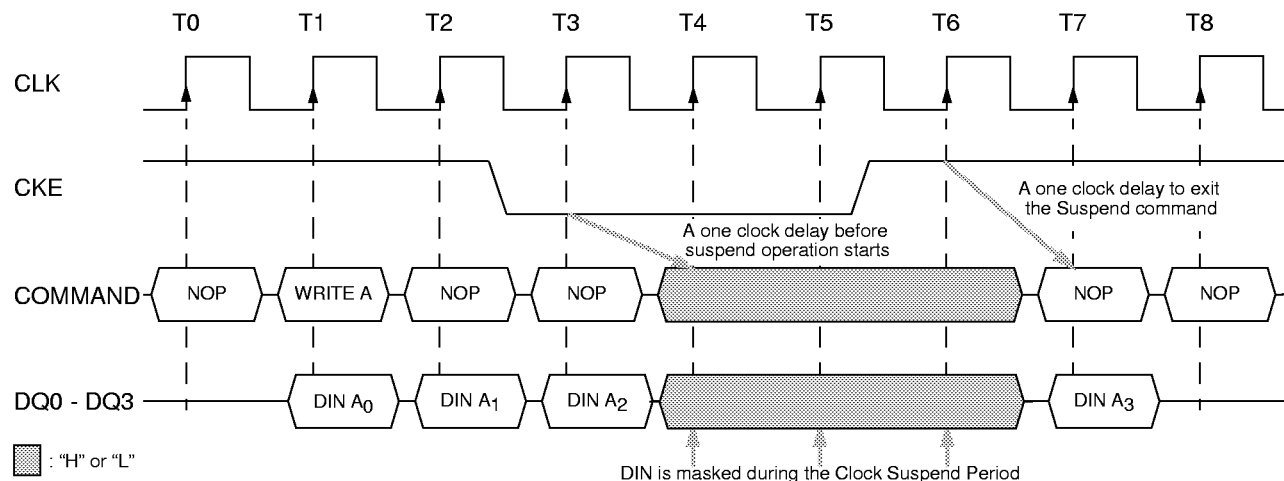 T0 T1 T2 T3 T4 T5 T6 T7 T8
CLK
CKE
A one clock delay to exit
the Suspend command
A one clock delay before
suspend operation starts
COMMAND NOP WRITE A NOP NOP NOP NOP
DQ0 - DQ3 DIN A0 DIN A1 DIN A2 DIN A3
: “H” or “L”
DIN is masked during the Clock Suspend Period